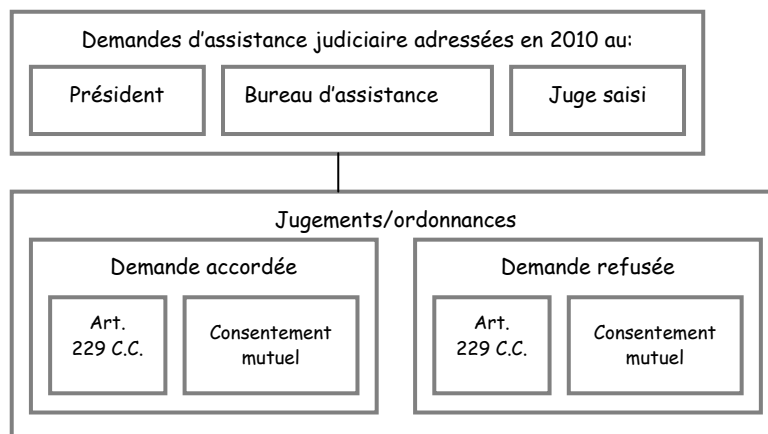 Demandes d’assistance judiciaire adressées en 2010 au:
Président
Bureau d’assistance
Juge saisi
Jugements/ordonnances
Demande accordée
Art.
229 C.C.
Consentement
mutuel
Demande refusée
Art.
229 C.C.
Consentement
mutuel